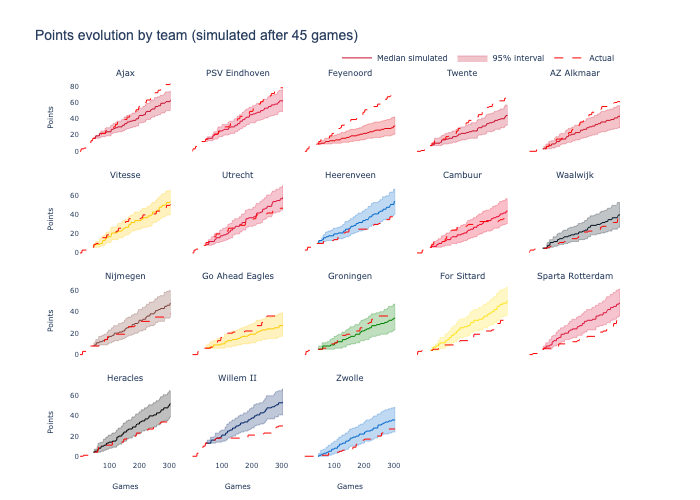 Points evolution by team (simulated after 45 games)
Median simulated 95% interval Actual
Ajax PSV Eindhoven Feyenoord Twente AZ Alkmaar
80
60
40
20
0
Points
Vitesse Utrecht Heerenveen Cambuur Waalwijk
60
40
20
0
Points
Nijmegen Go Ahead Eagles Groningen For Sittard Sparta Rotterdam
60
40
20
0
Points
Heracles Willem II Zwolle
60
40
20
0
Points
100 200 300 100 200 300 100 200 300
Games Games Games